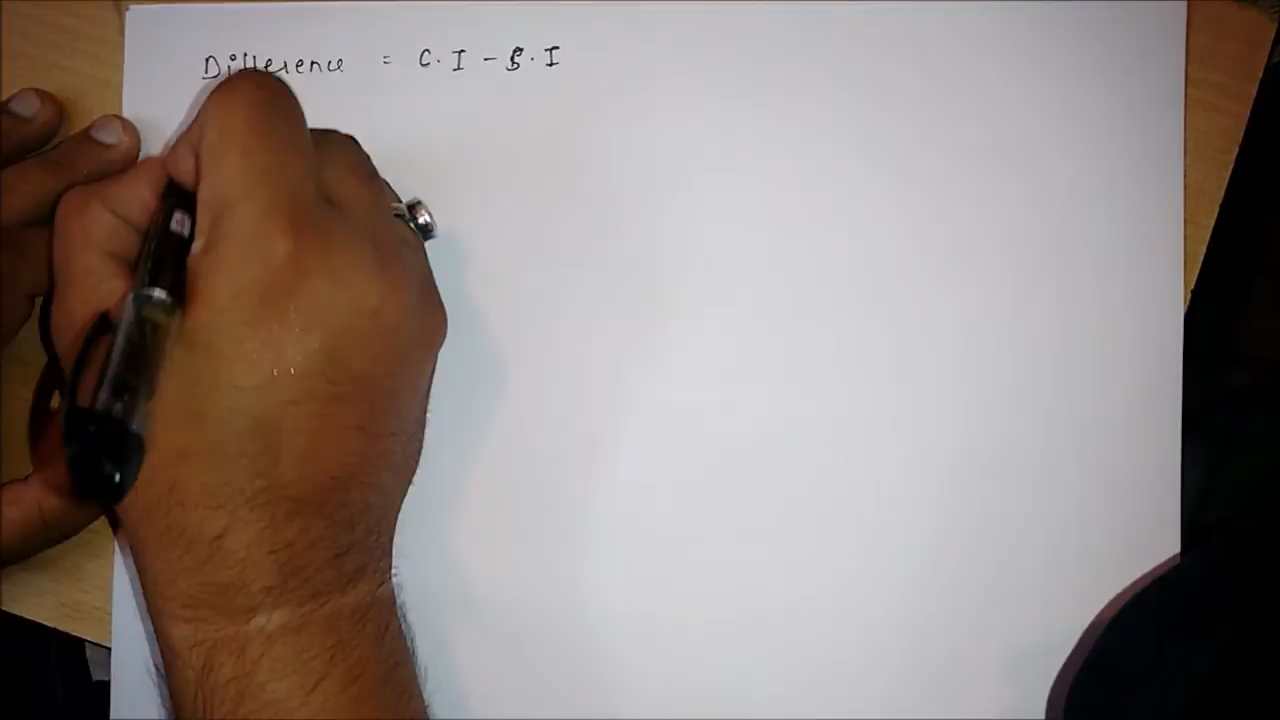 Difference = C.I - S.I